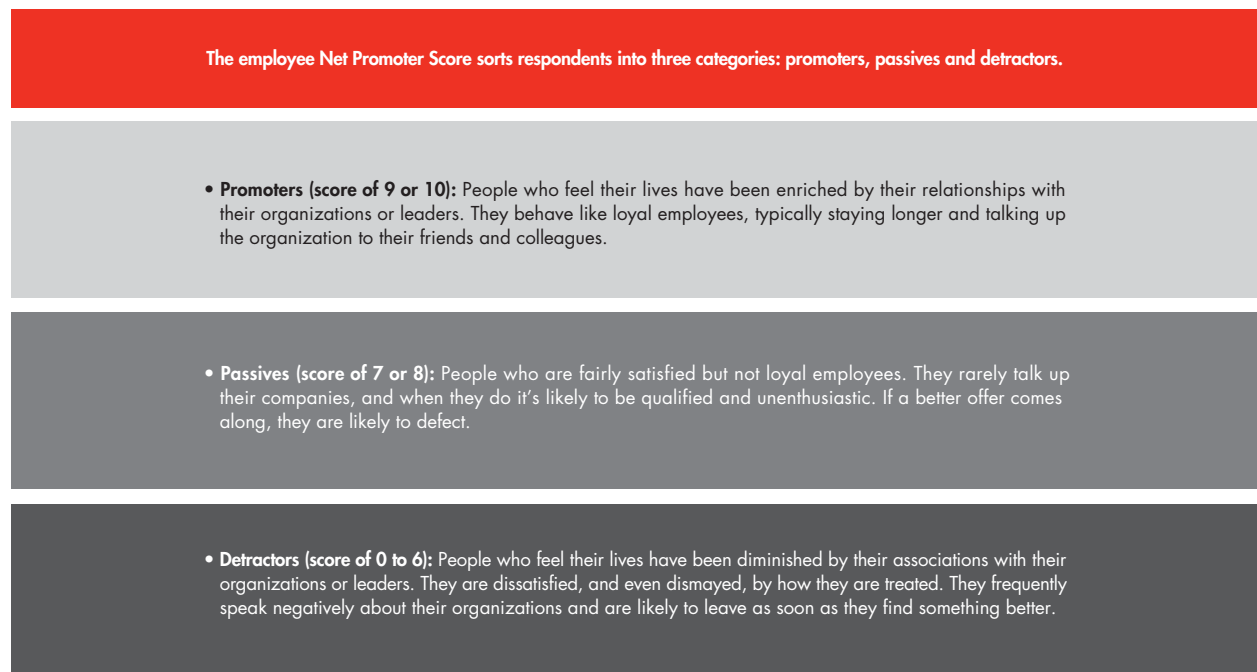 The employee Net Promoter Score sorts respondents into three categories: promoters, passives and detractors.
• Promoters (score of 9 or 10): People who feel their lives have been enriched by their relationships with
their organizations or leaders. They behave like loyal employees, typically staying longer and talking up
the organization to their friends and colleagues.
• Passives (score of 7 or 8): People who are fairly satisfied but not loyal employees. They rarely talk up
their companies, and when they do it’s likely to be qualified and unenthusiastic. If a better offer comes
along, they are likely to defect.
• Detractors (score of 0 to 6): People who feel their lives have been diminished by their associations with their
organizations or leaders. They are dissatisfied, and even dismayed, by how they are treated. They frequently
speak negatively about their organizations and are likely to leave as soon as they find something better.